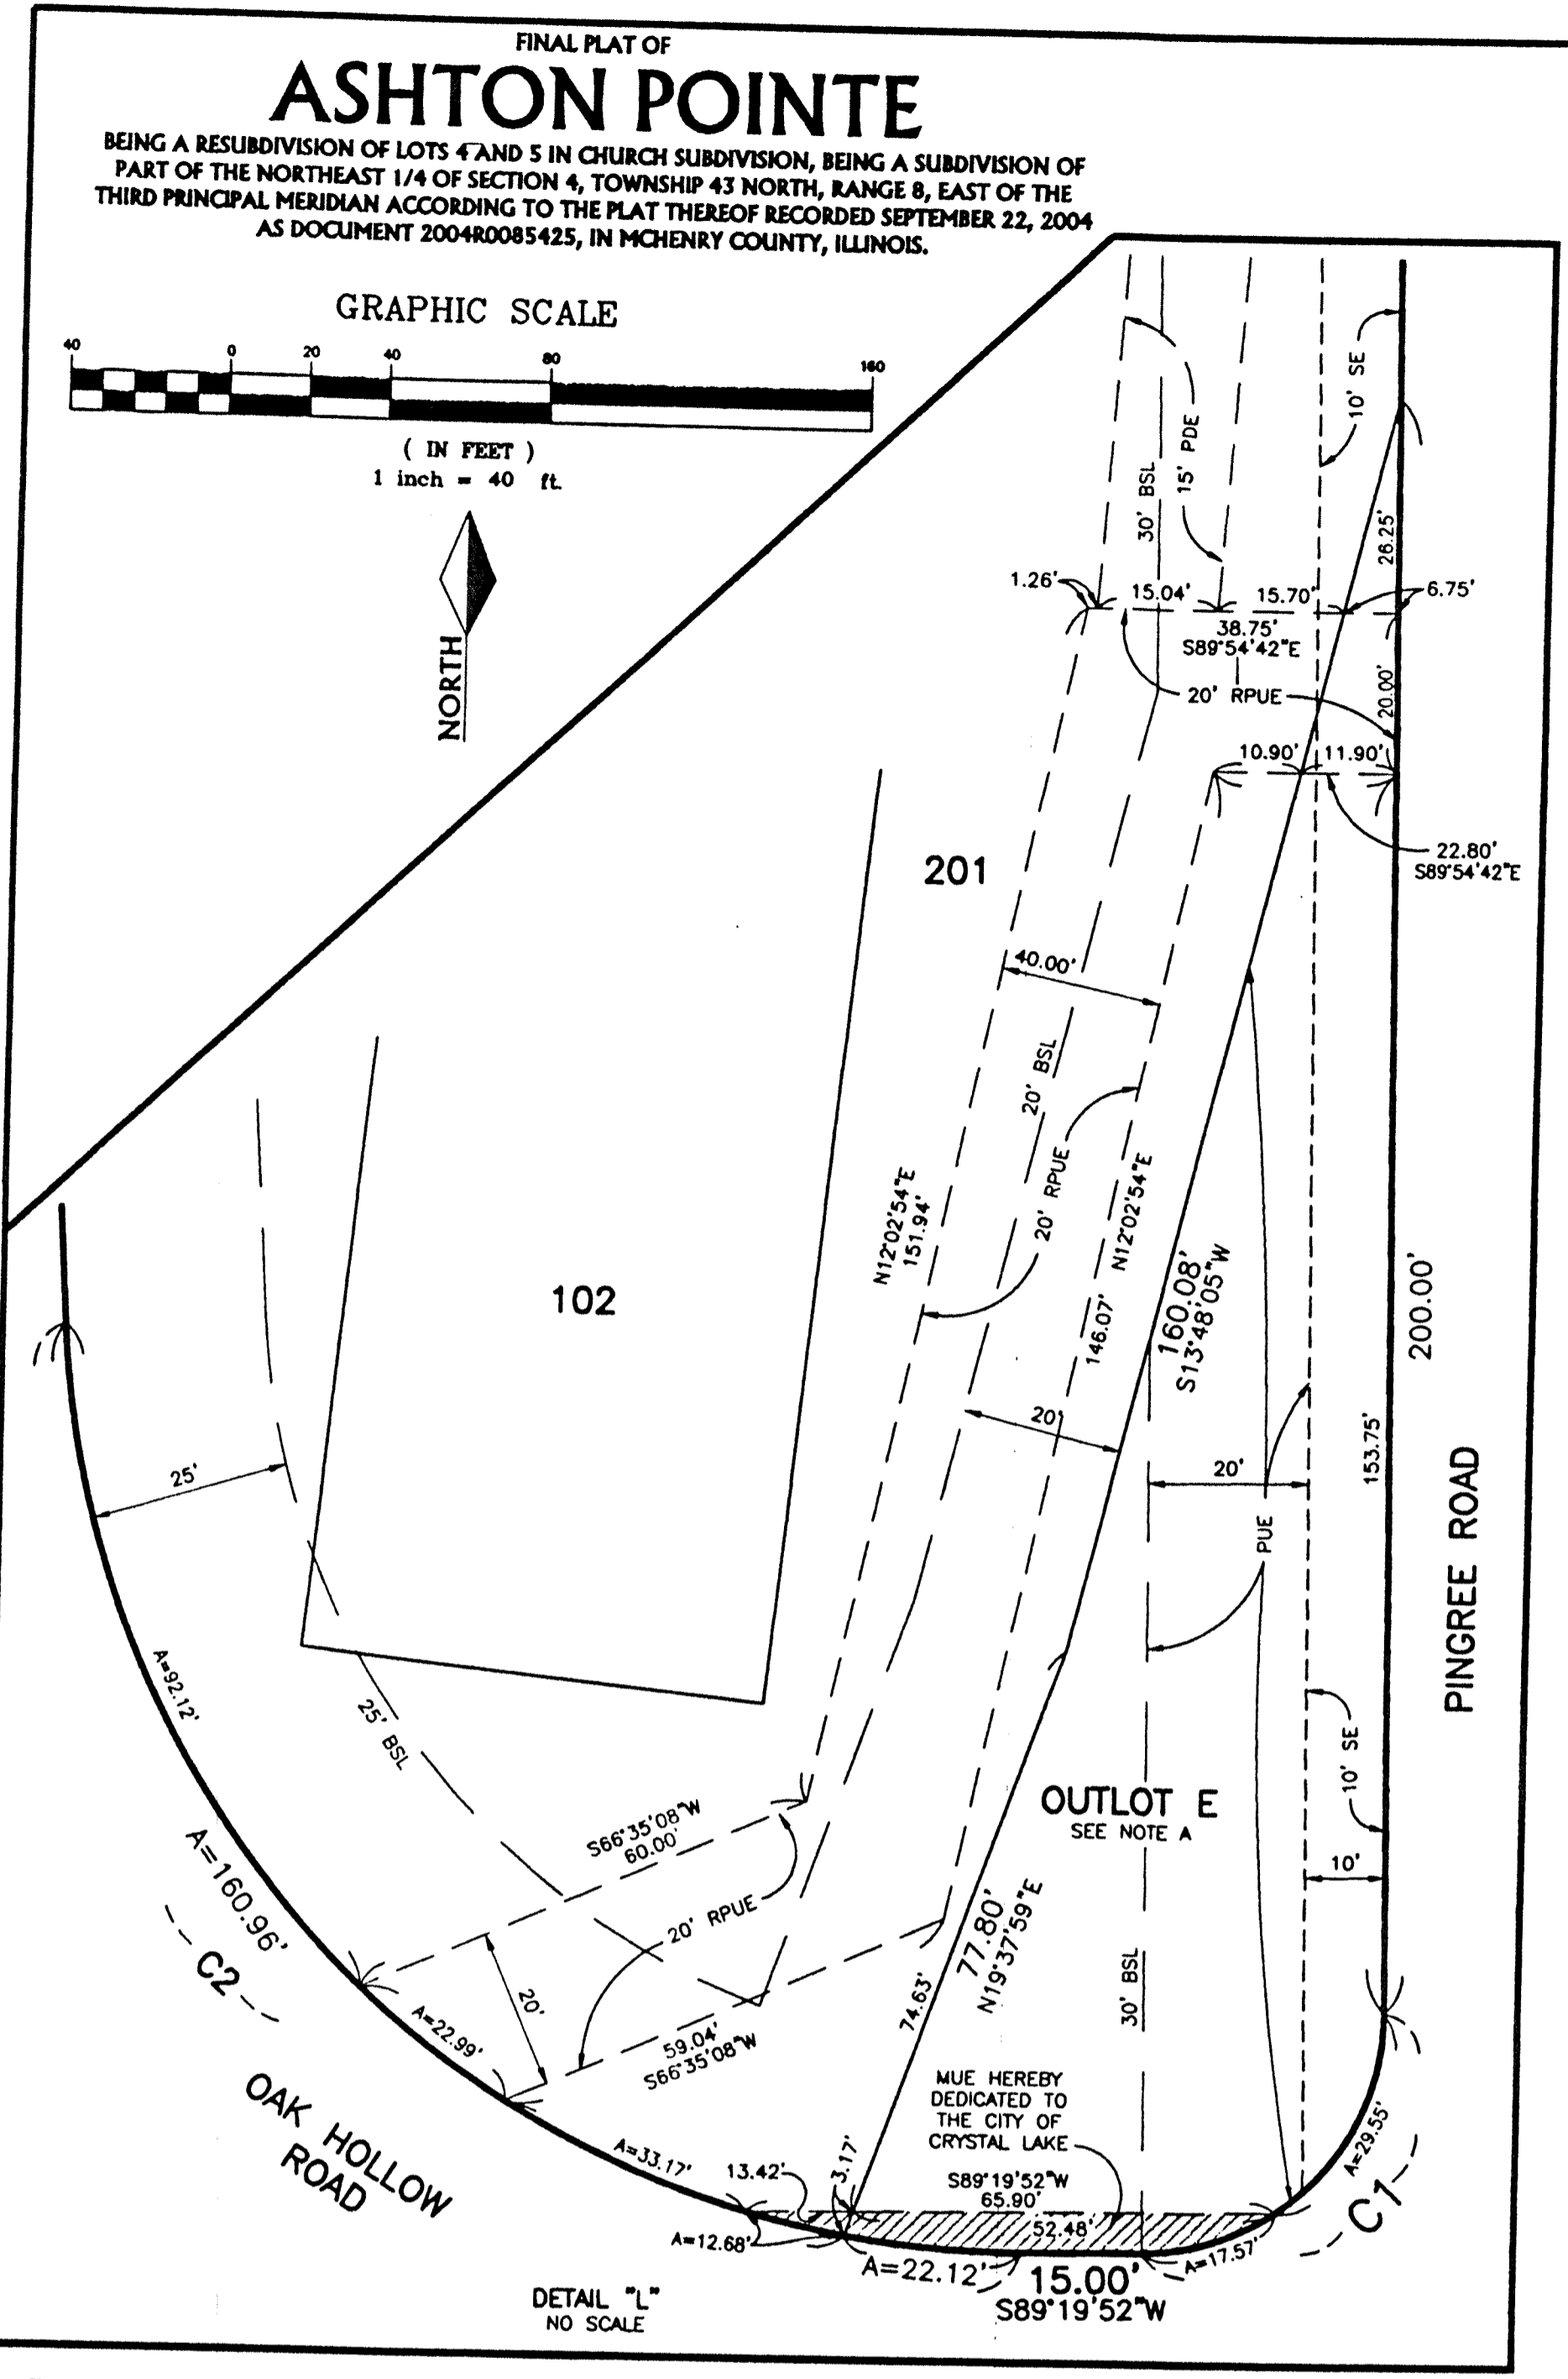 FINAL PLAT OF
ASHTON POINTE
BEING A RESUBDIVISION OF LOTS 4 AND 5 IN CHURCH SUBDIVISION, BEING A SUBDIVISION OF
PART OF THE NORTHEAST 1/4 OF SECTION 4, TOWNSHIP 43 NORTH, RANGE 8, EAST OF THE
THIRD PRINCIPAL MERIDIAN ACCORDING TO THE PLAT THEREOF RECORDED SEPTEMBER 22, 2004
AS DOCUMENT 2004R0085425, IN MCHENRY COUNTY, ILLINOIS.
GRAPHIC SCALE
40 0 20 40 80 160
( IN FEET )
1 inch = 40 ft.
NORTH
10' SE
15' PDE
30' BSL
26.25'
1.26'
15.04'
15.70'
6.75'
38.75'
S89°54'42"E
20' RPUE
20.00'
10.90'
11.90'
22.80'
S89°54'42"E
201
40.00'
20' BSL
20' RPUE
N12°02'54"E
151.94'
N12°02'54"E
146.07'
160.08'
S13°48'05"W
200.00'
102
153.75'
20'
20'
25'
PUE
PINGREE ROAD
A=92.12'
25' BSL
10' SE
OUTLOT E
SEE NOTE A
10'
S66°35'08"W
60.00'
A=160.96'
20' RPUE
77.80'
N19°37'59"E
C2
20'
74.63'
30' BSL
A=22.99'
59.04'
S66°35'08"W
OAK HOLLOW
ROAD
MUE HEREBY
DEDICATED TO
THE CITY OF
CRYSTAL LAKE
A=29.55'
C1
A=33.17'
13.42'
3.17'
S89°19'52"W
65.90'
52.48'
A=12.68'
A=22.12'
A=17.57'
15.00'
S89°19'52"W
DETAIL "L"
NO SCALE